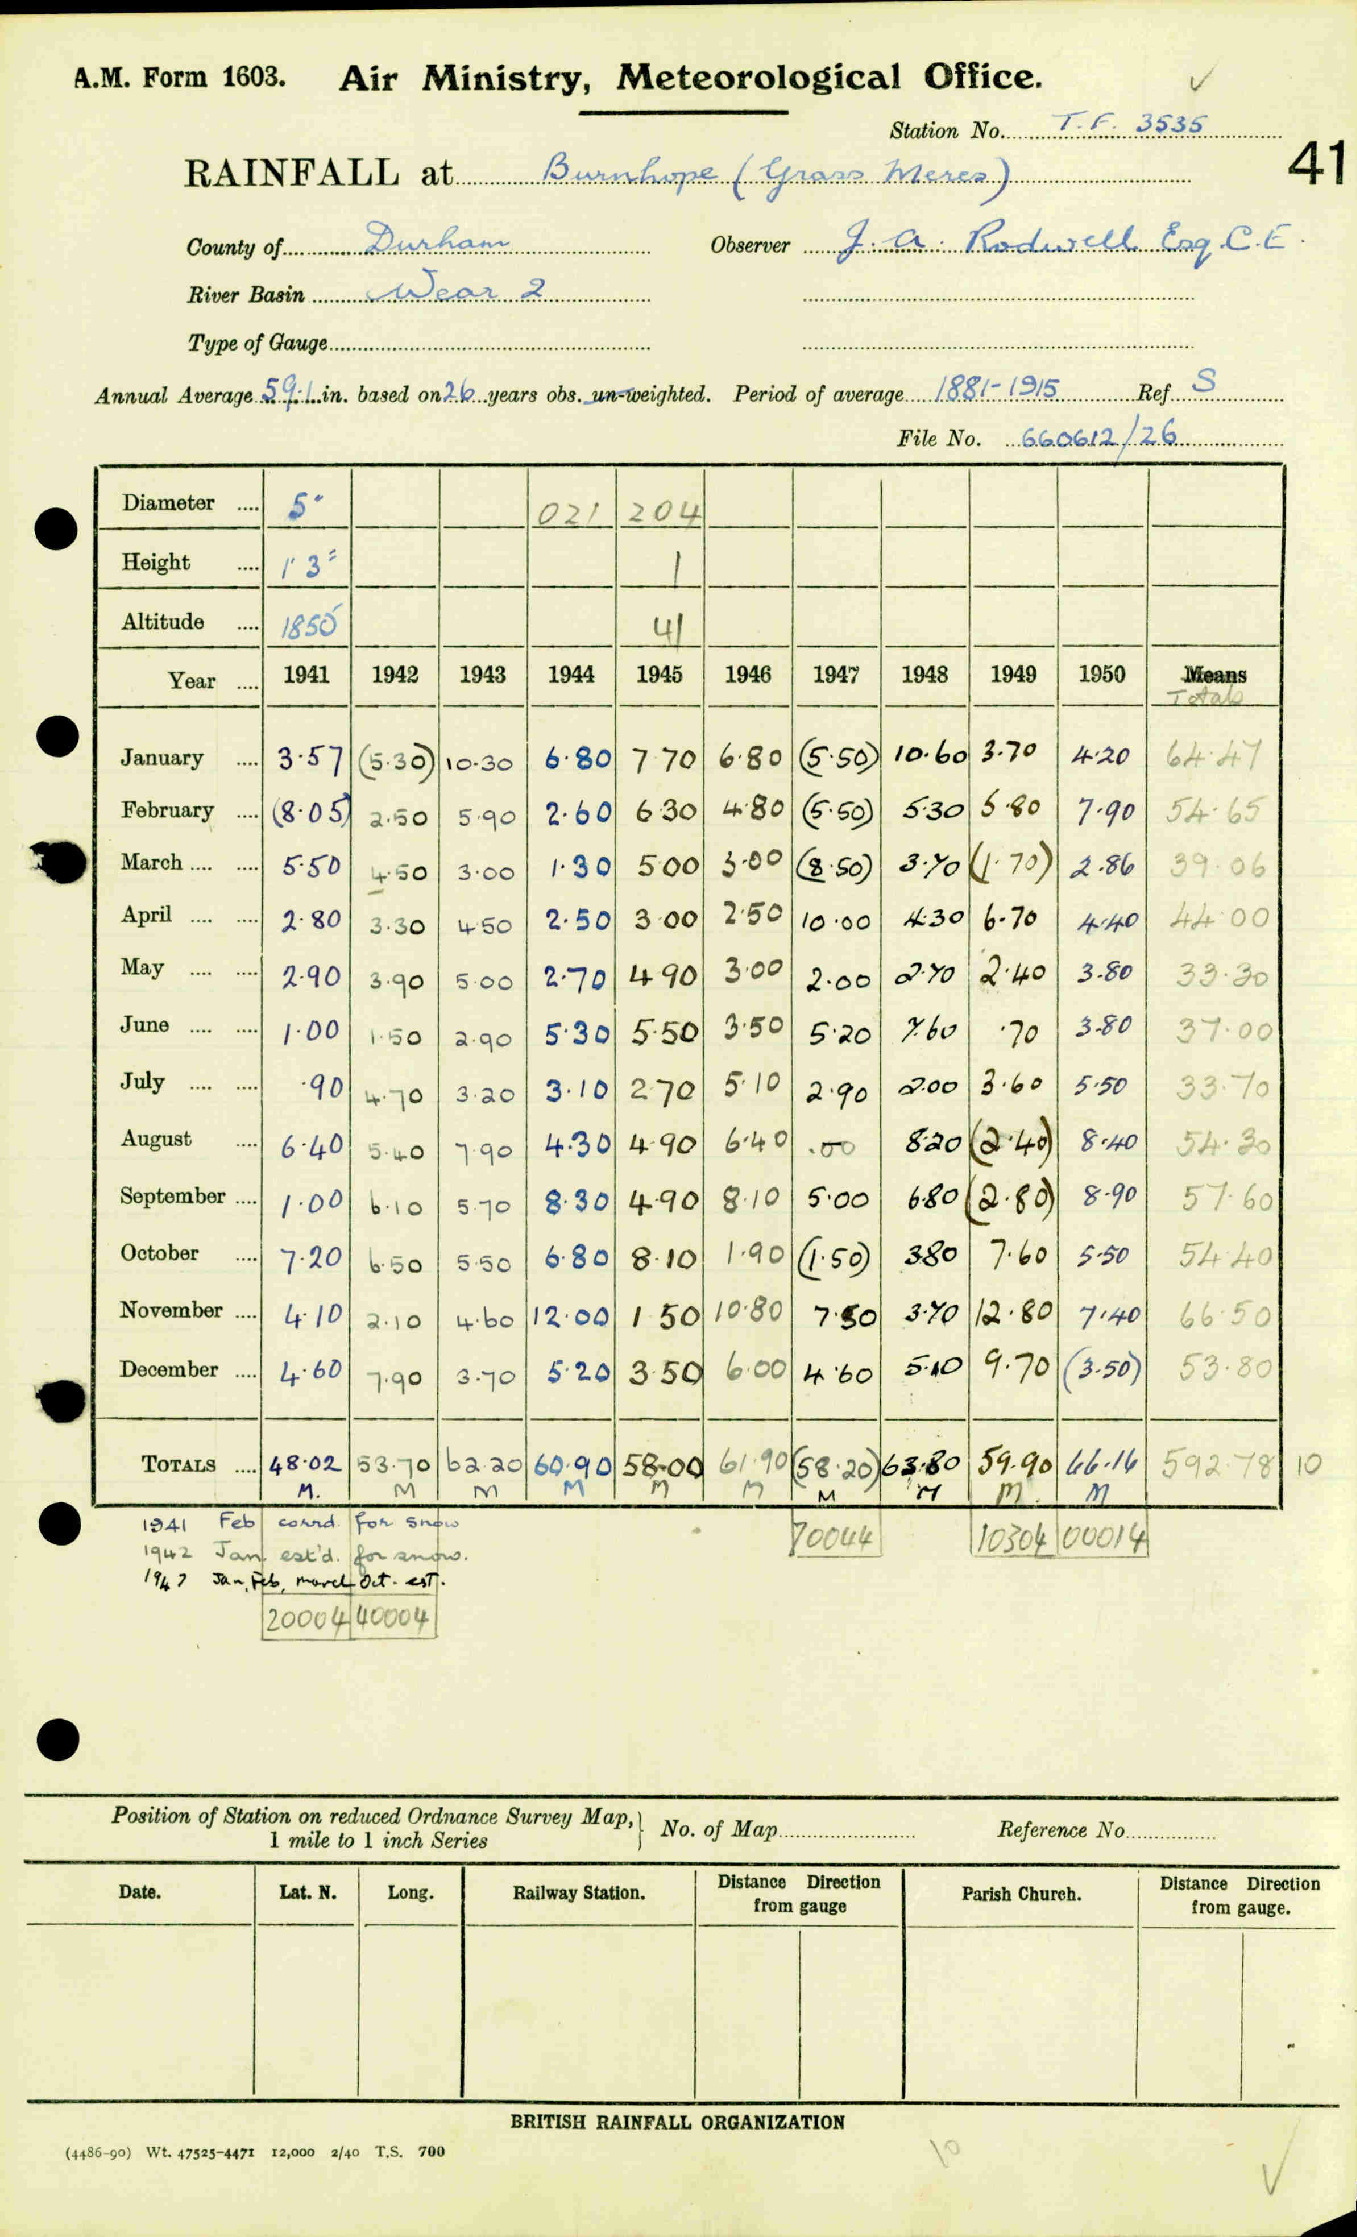 A.M. Form 1603. Air Ministry, Meteorological Office. ✓
Station No. T.F. 3535
41
RAINFALL at Burnhope (Grass Meres)
County of Durham Observer J. A. Rodwell Esq. C.E.
River Basin Wear 2
Type of Gauge
Annual Average 59.1 in. based on 26 years obs. un-weighted. Period of average 1881-1915 Ref S
File No. 660612/26
Diameter .... 5" 021 204
Height .... 1' 3" 1
Altitude .... 1850' 41
Year .... 1941 1942 1943 1944 1945 1946 1947 1948 1949 1950 Means
Totals
January .... 3.57 (5.30) 10.30 6.80 7.70 6.80 (5.50) 10.60 3.70 4.20 64.47
February .... (8.05) 2.50 5.90 2.60 6.30 4.80 (5.50) 5.30 5.80 7.90 54.65
March .... .... 5.50 4.50 3.00 1.30 5.00 3.00 (8.50) 3.70 (1.70) 2.86 39.06
April .... .... 2.80 3.30 4.50 2.50 3.00 2.50 10.00 4.30 6.70 4.40 44.00
May .... .... 2.90 3.90 5.00 2.70 4.90 3.00 2.00 2.70 2.40 3.80 33.30
June .... .... 1.00 1.50 2.90 5.30 5.50 3.50 5.20 7.60 .70 3.80 37.00
July .... .... .90 4.70 3.20 3.10 2.70 5.10 2.90 2.00 3.60 5.50 33.70
August .... 6.40 5.40 7.90 4.30 4.90 6.40 .00 8.20 (2.40) 8.40 54.30
September .... 1.00 6.10 5.70 8.30 4.90 8.10 5.00 6.80 (2.80) 8.90 57.60
October .... 7.20 6.50 5.50 6.80 8.10 1.90 (1.50) 3.80 7.60 5.50 54.40
November .... 4.10 2.10 4.60 12.00 1.50 10.80 7.50 3.70 12.80 7.40 66.50
December .... 4.60 7.90 3.70 5.20 3.50 6.00 4.60 5.10 9.70 (3.50) 53.80
TOTALS .... 48.02 53.70 62.20 60.90 58.00 61.90 (58.20) 63.80 59.90 66.16 592.78 10
M. M M M M M M M M. M
1941 Feb corrd. for snow
70044 10304 00014
1942 Jan. est'd. for snow.
1947 Jan, Feb, March Oct. est.
20004 40004
Position of Station on reduced Ordnance Survey Map,} No. of Map Reference No.
1 mile to 1 inch Series
Date. Lat. N. Long. Railway Station. Distance Direction from gauge Parish Church. Distance Direction from gauge.
BRITISH RAINFALL ORGANIZATION
(4486-90) Wt. 47525-4471 12,000 2/40 T.S. 700
10
✓